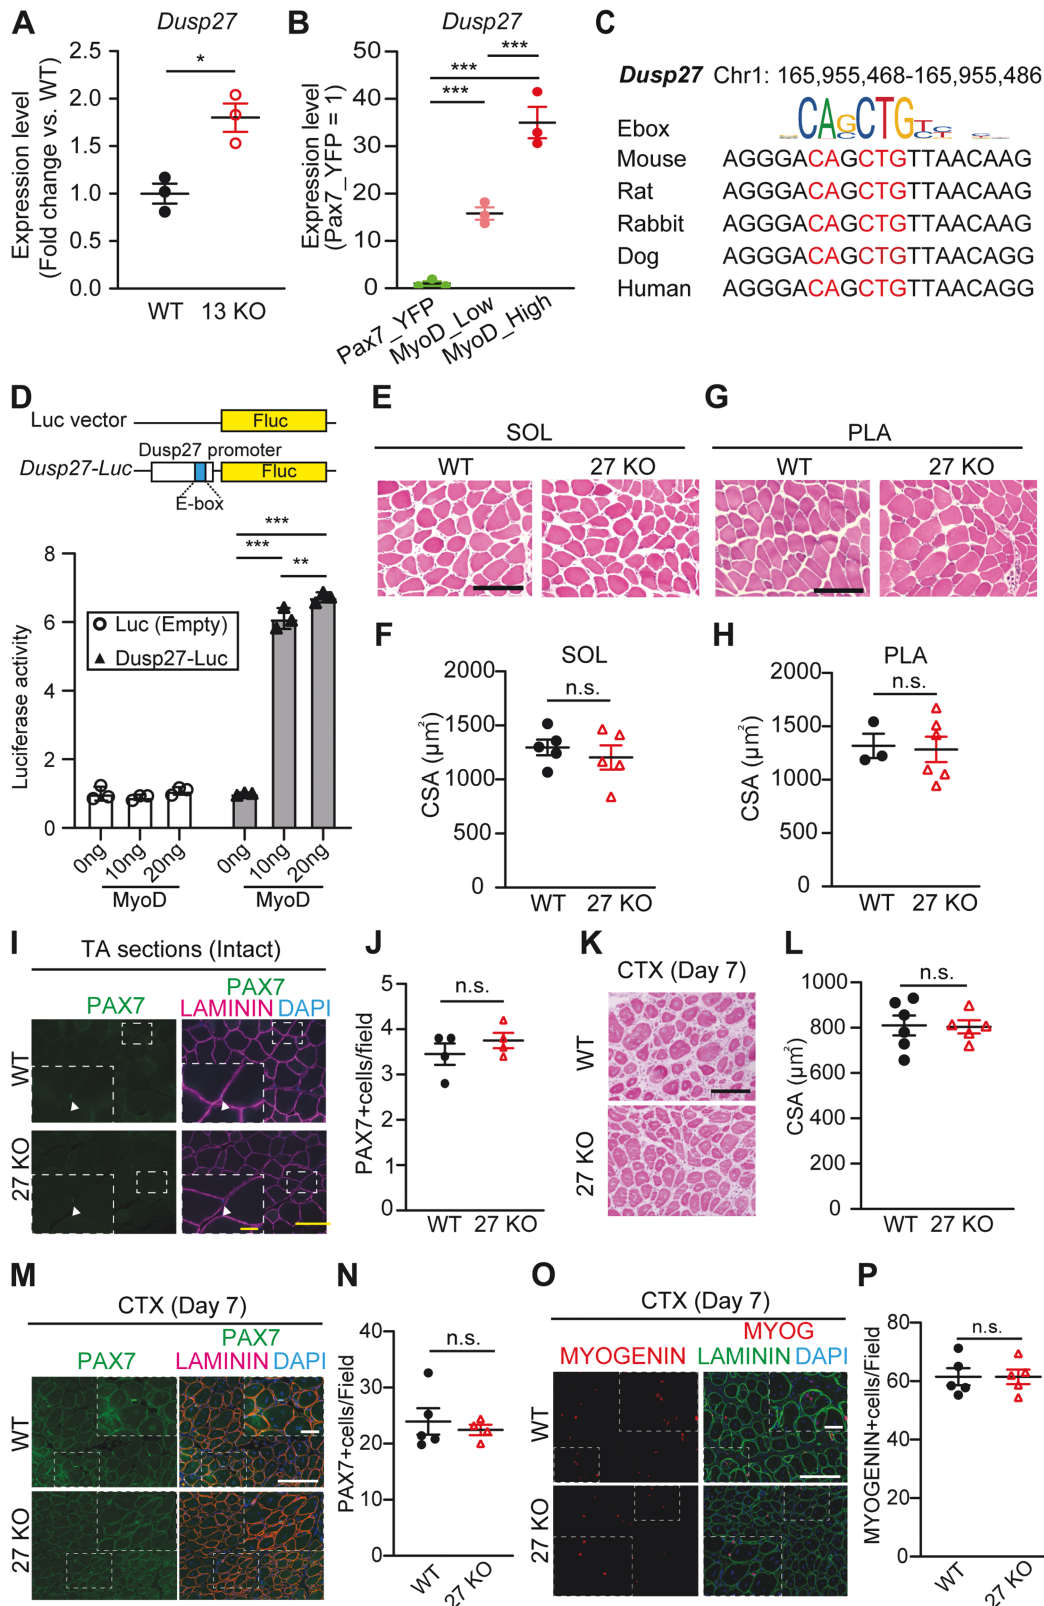 A
Dusp27
Expression level
(Fold change vs. WT)
2.5
2.0
1.5
1.0
0.5
0.0
*
WT
13 KO
B
Dusp27
Expression level
(Pax7_YFP = 1)
50
40
30
20
10
0
***
***
***
Pax7_YFP
MyoD_Low
MyoD_High
C
Dusp27 Chr1: 165,955,468-165,955,486
Ebox
Mouse AGGGACAGCTGTTAACAAG
Rat AGGGACAGCTGTTAACAAG
Rabbit AGGGACAGCTGTTAACAAG
Dog AGGGACAGCTGTTAACAGG
Human AGGGACAGCTGTTAACAGG
D
Luc vector
Fluc
Dusp27 promoter
Dusp27-Luc
Fluc
E-box
***
***
**
Luciferase activity
8
6
4
2
0
Luc (Empty)
Dusp27-Luc
0ng
10ng
20ng
MyoD
0ng
10ng
20ng
MyoD
E
SOL
WT
27 KO
G
PLA
WT
27 KO
F
SOL
CSA (μm²)
2000
1500
1000
500
0
n.s.
WT
27 KO
H
PLA
CSA (μm²)
2000
1500
1000
500
0
n.s.
WT
27 KO
I
TA sections (Intact)
PAX7
PAX7
LAMININ DAPI
WT
27 KO
J
PAX7+cells/field
5
4
3
2
1
0
n.s.
WT
27 KO
K
CTX (Day 7)
WT
27 KO
L
CSA (μm²)
1000
800
600
400
200
0
n.s.
WT
27 KO
M
CTX (Day 7)
PAX7
PAX7
LAMININ DAPI
WT
27 KO
N
PAX7+cells/Field
40
30
20
10
0
n.s.
WT
27 KO
O
CTX (Day 7)
MYOGENIN
MYOG
LAMININ DAPI
WT
27 KO
P
MYOGENIN+cells/Field
80
60
40
20
0
n.s.
WT
27 KO